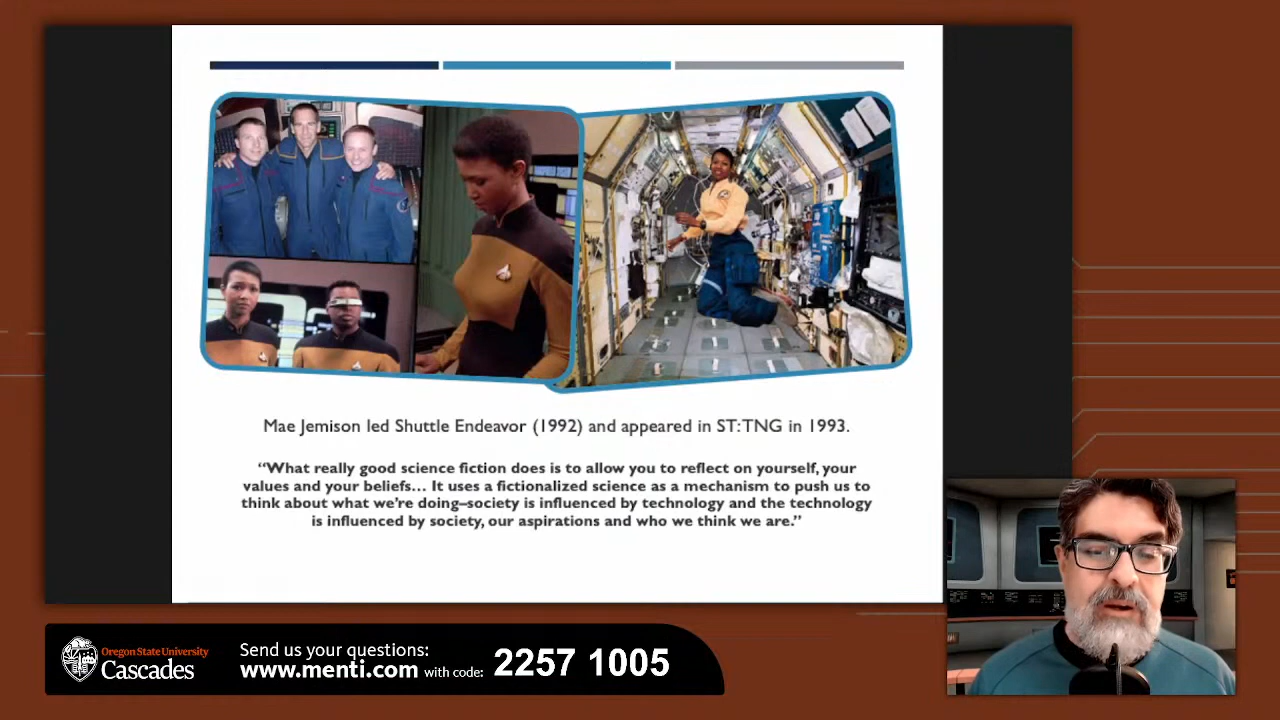 Mae Jemison led Shuttle Endeavor (1992) and appeared in ST:TNG in 1993.
“What really good science fiction does is to allow you to reflect on yourself, your
values and your beliefs… It uses a fictionalized science as a mechanism to push us to
think about what we’re doing–society is influenced by technology and the technology
is influenced by society, our aspirations and who we think we are.”
Oregon State University
Cascades
Send us your questions:
www.menti.com with code: 2257 1005